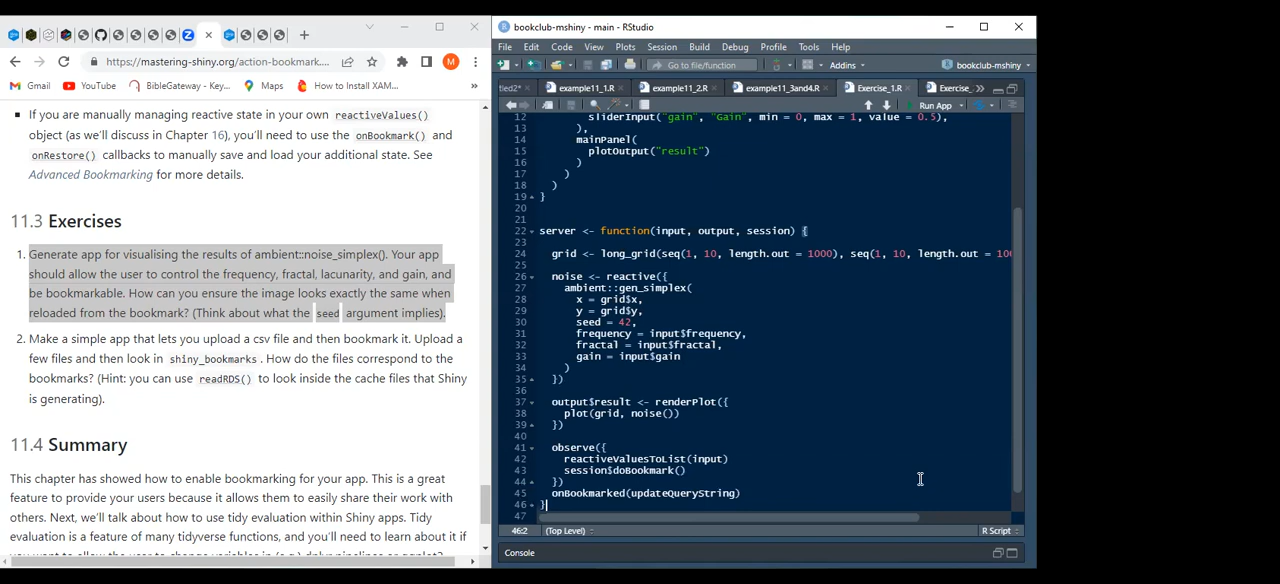 bookclub-mshiny - main - RStudio
https://mastering-shiny.org/action-bookmark....
M
Gmail
YouTube
BibleGateway - Key...
Maps
How to Install XAM...
»
File Edit Code View Plots Session Build Debug Profile Tools Help
Go to file/function
Addins
bookclub-mshiny
tled2*
example11_1.R
example11_2.R
example11_3and4.R
Exercise_1.R
Exercise_
Run App
If you are manually managing reactive state in your own reactiveValues()
object (as we'll discuss in Chapter 16), you'll need to use the onBookmark() and
onRestore() callbacks to manually save and load your additional state. See
Advanced Bookmarking for more details.
11.3 Exercises
1. Generate app for visualising the results of ambient::noise_simplex(). Your app
should allow the user to control the frequency, fractal, lacunarity, and gain, and
be bookmarkable. How can you ensure the image looks exactly the same when
reloaded from the bookmark? (Think about what the seed argument implies).
2. Make a simple app that lets you upload a csv file and then bookmark it. Upload a
few files and then look in shiny_bookmarks. How do the files correspond to the
bookmarks? (Hint: you can use readRDS() to look inside the cache files that Shiny
is generating).
11.4 Summary
This chapter has showed how to enable bookmarking for your app. This is a great
feature to provide your users because it allows them to easily share their work with
others. Next, we'll talk about how to use tidy evaluation within Shiny apps. Tidy
evaluation is a feature of many tidyverse functions, and you'll need to learn about it if
12 sliderInput("gain", "Gain", min = 0, max = 1, value = 0.5),
13 ),
14 mainPanel(
15 plotOutput("result")
16 )
17 )
18 )
19 }
20
21
22 server <- function(input, output, session) {
23
24 grid <- long_grid(seq(1, 10, length.out = 1000), seq(1, 10, length.out = 100
25
26 noise <- reactive({
27 ambient::gen_simplex(
28 x = grid$x,
29 y = grid$y,
30 seed = 42,
31 frequency = input$frequency,
32 fractal = input$fractal,
33 gain = input$gain
34 )
35 })
36
37 output$result <- renderPlot({
38 plot(grid, noise())
39 })
40
41 observe({
42 reactiveValuesToList(input)
43 session$doBookmark()
44 })
45 onBookmarked(updateQueryString)
46 }
47
46:2 (Top Level) R Script
Console